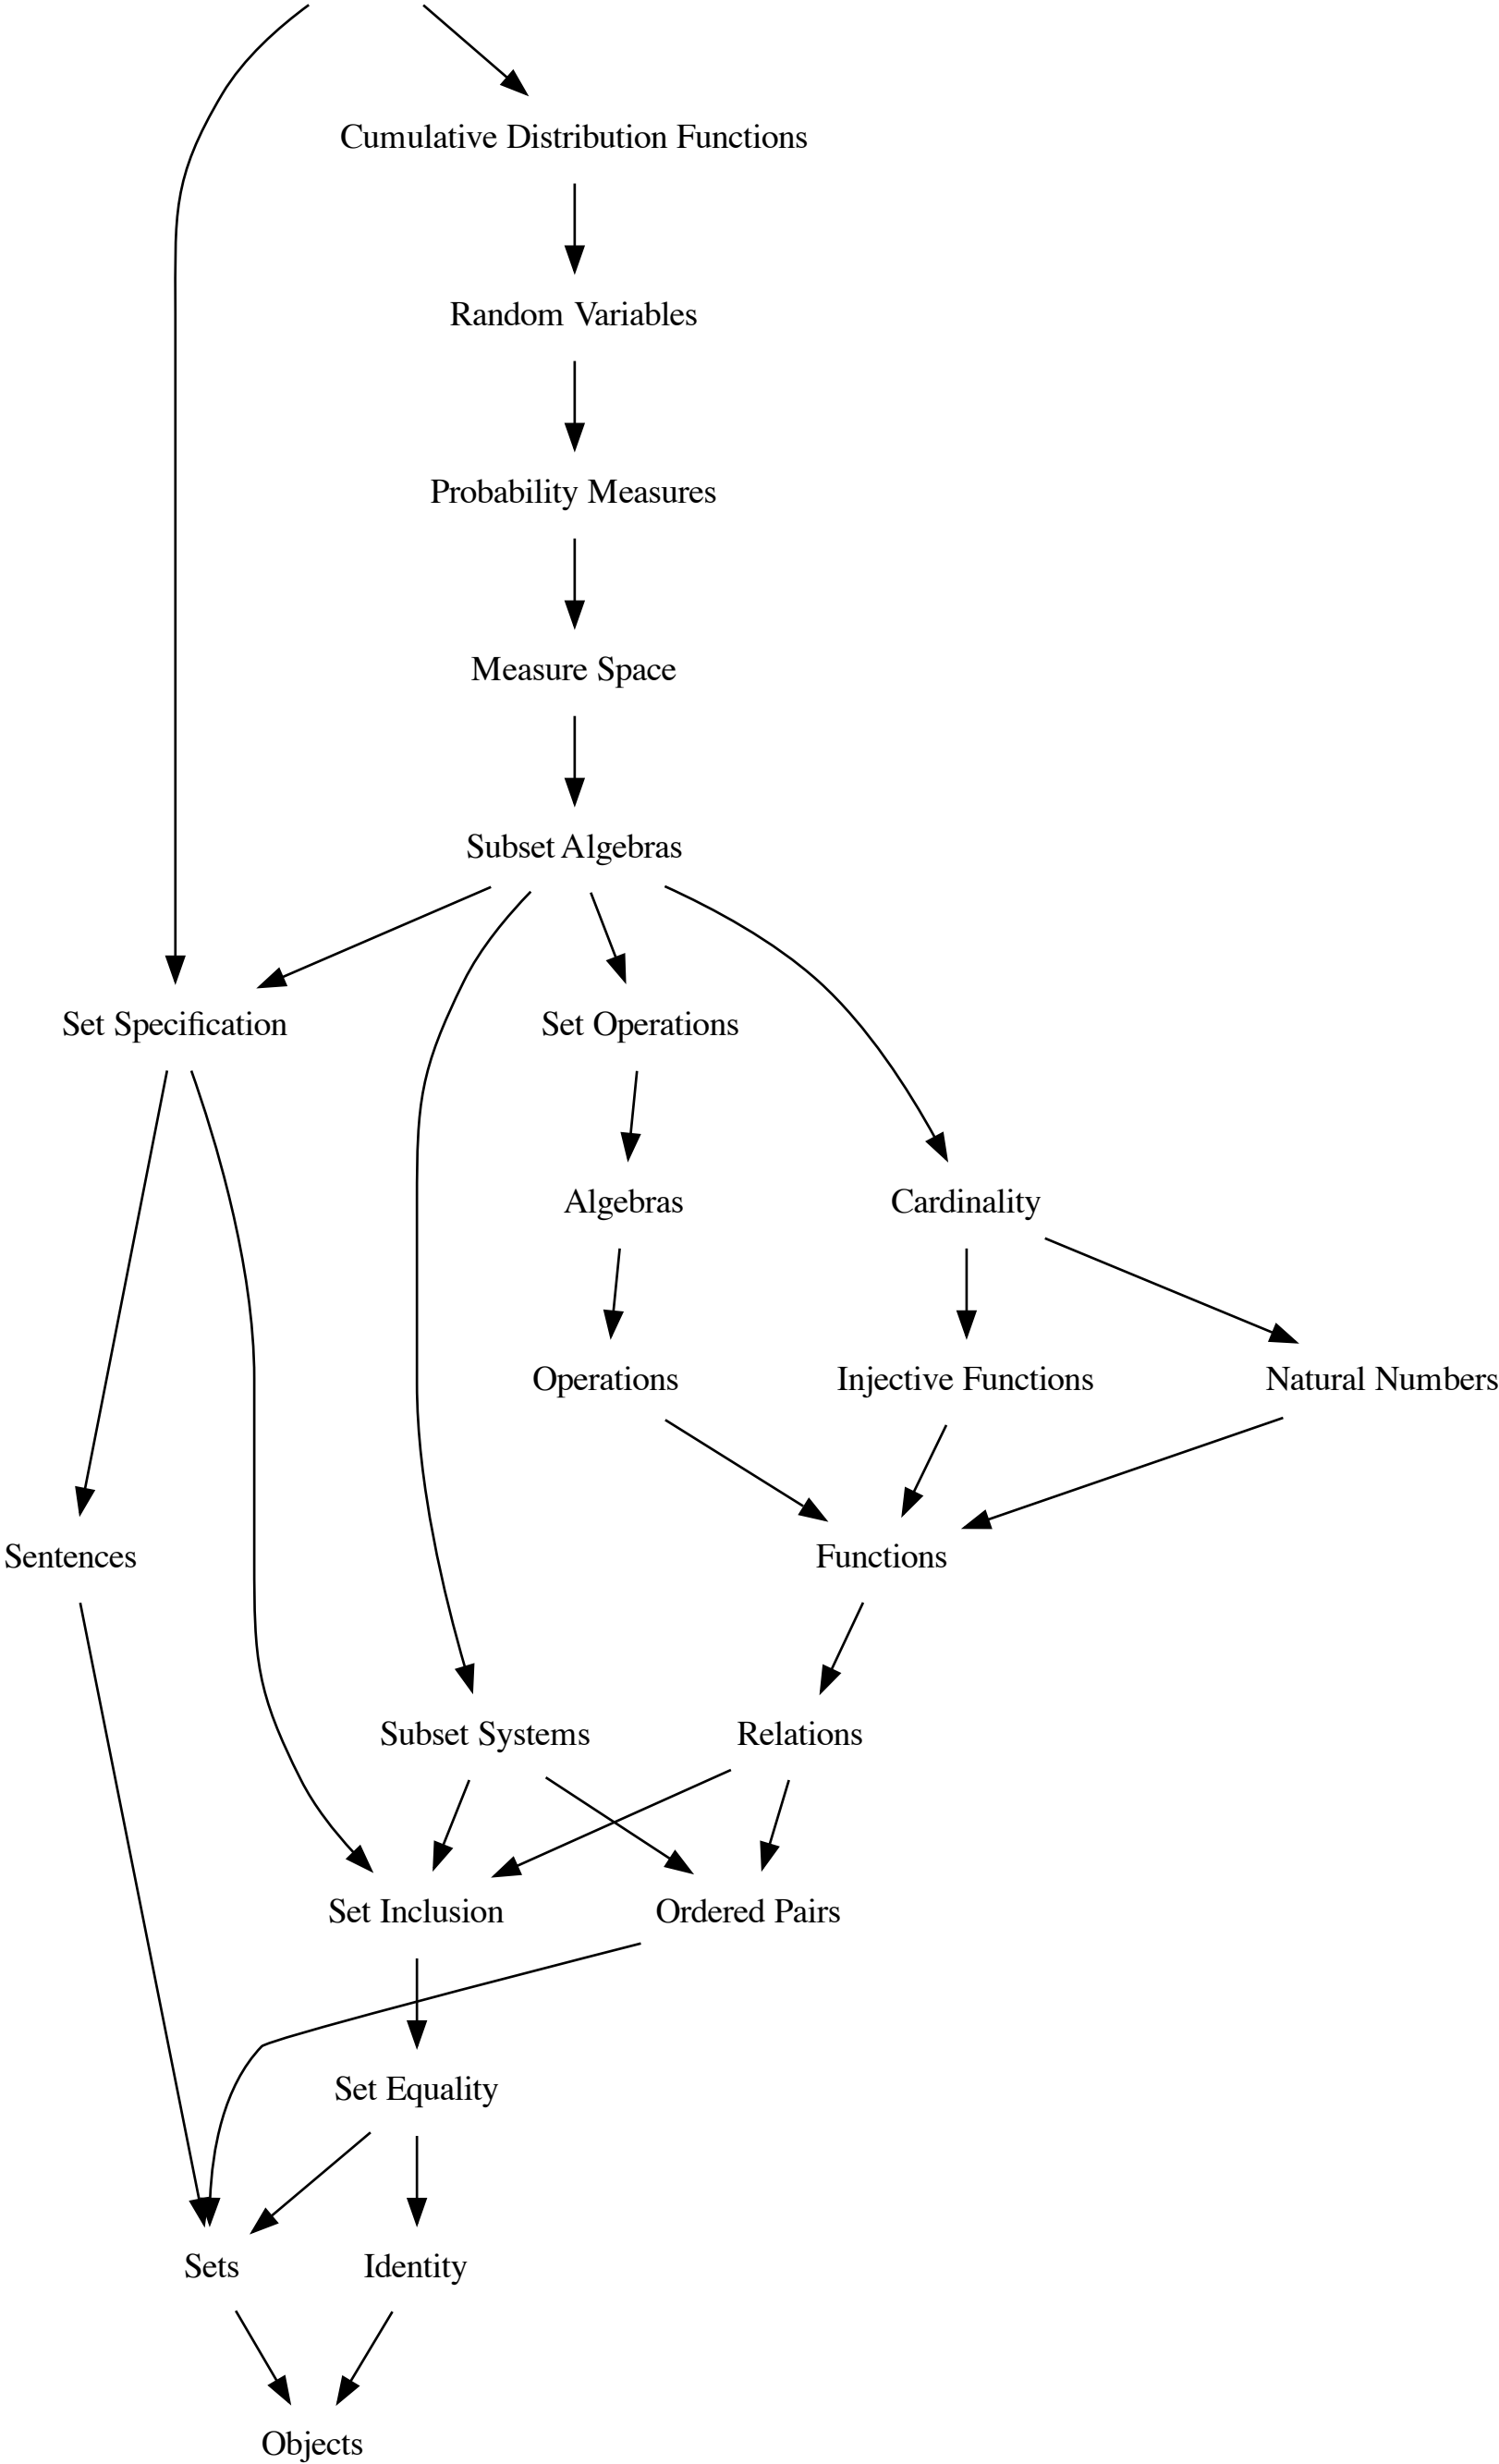 Cumulative Distribution Functions
Random Variables
Probability Measures
Measure Space
Subset Algebras
Set Specification
Set Operations
Algebras
Cardinality
Operations
Injective Functions
Natural Numbers
Sentences
Functions
Subset Systems
Relations
Set Inclusion
Ordered Pairs
Set Equality
Sets
Identity
Objects